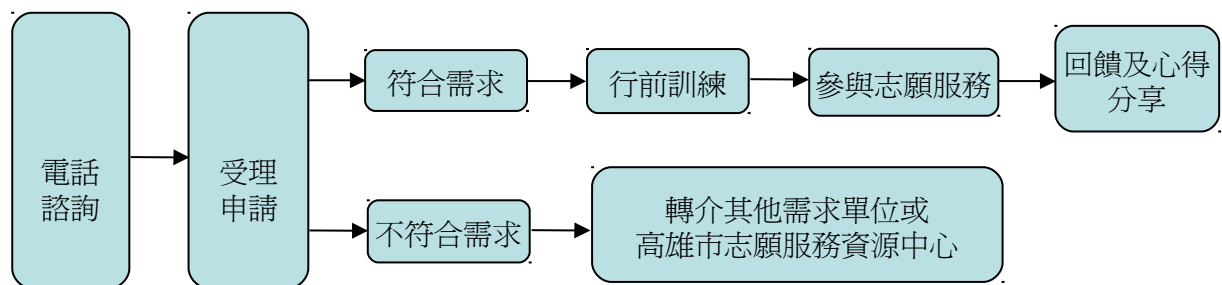 電話
諮詢
受理
申請
符合需求
行前訓練
參與志願服務
回饋及心得
分享
不符合需求
轉介其他需求單位或
高雄市志願服務資源中心